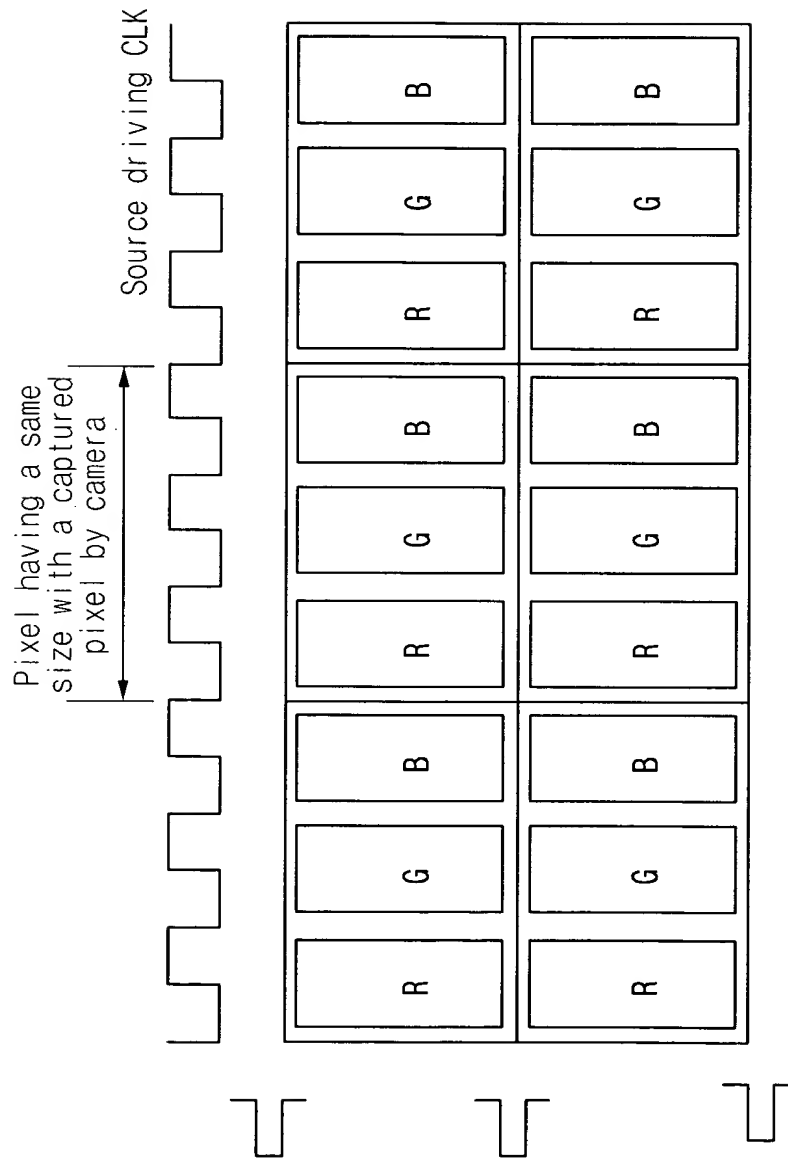 Pixel having a same
size with a captured
pixel by camera
Source driving CLK
R G B R G B R G B
R G B R G B R G B